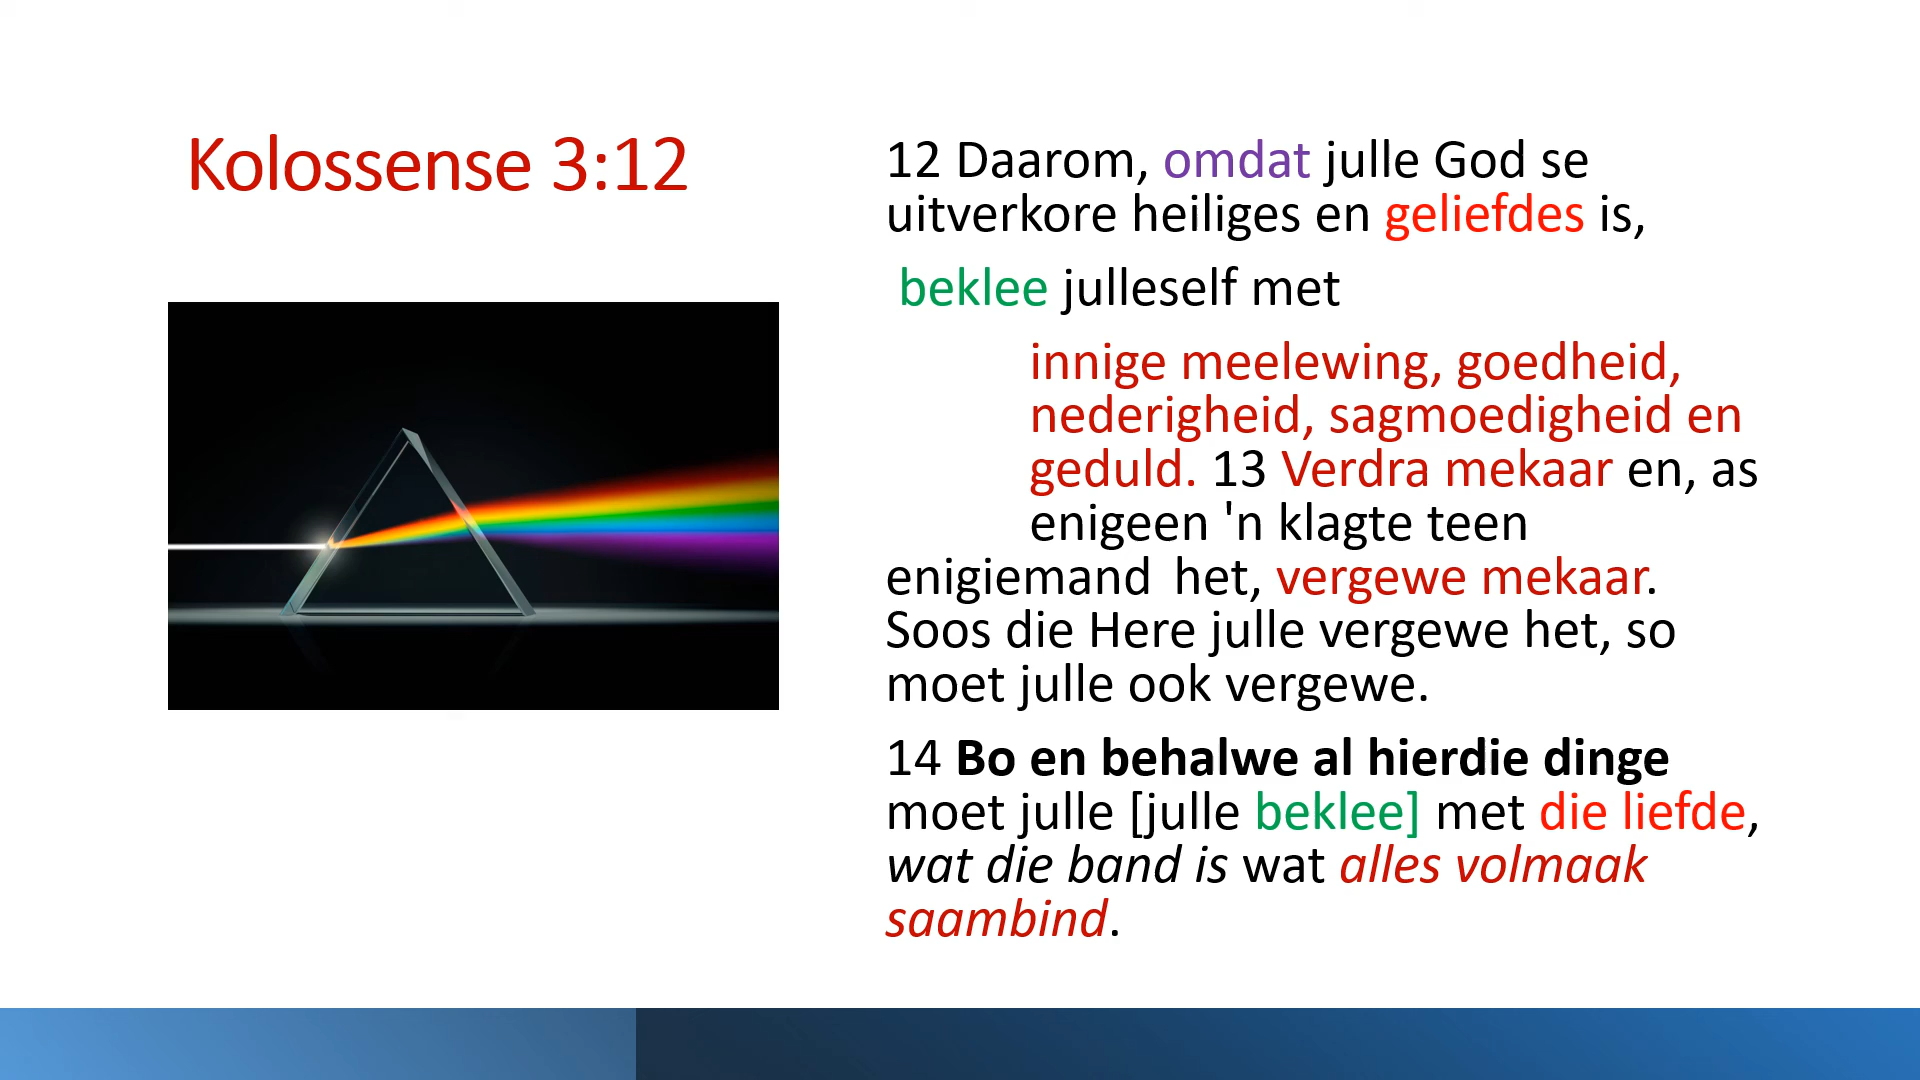 Kolossense 3:12
12 Daarom, omdat julle God se
uitverkore heiliges en geliefdes is,
beklee julleself met
innige meelewing, goedheid,
nederigheid, sagmoedigheid en
geduld. 13 Verdra mekaar en, as
enigeen 'n klagte teen
enigiemand het, vergewe mekaar.
Soos die Here julle vergewe het, so
moet julle ook vergewe.
14 Bo en behalwe al hierdie dinge
moet julle [julle beklee] met die liefde,
wat die band is wat alles volmaak
saambind.